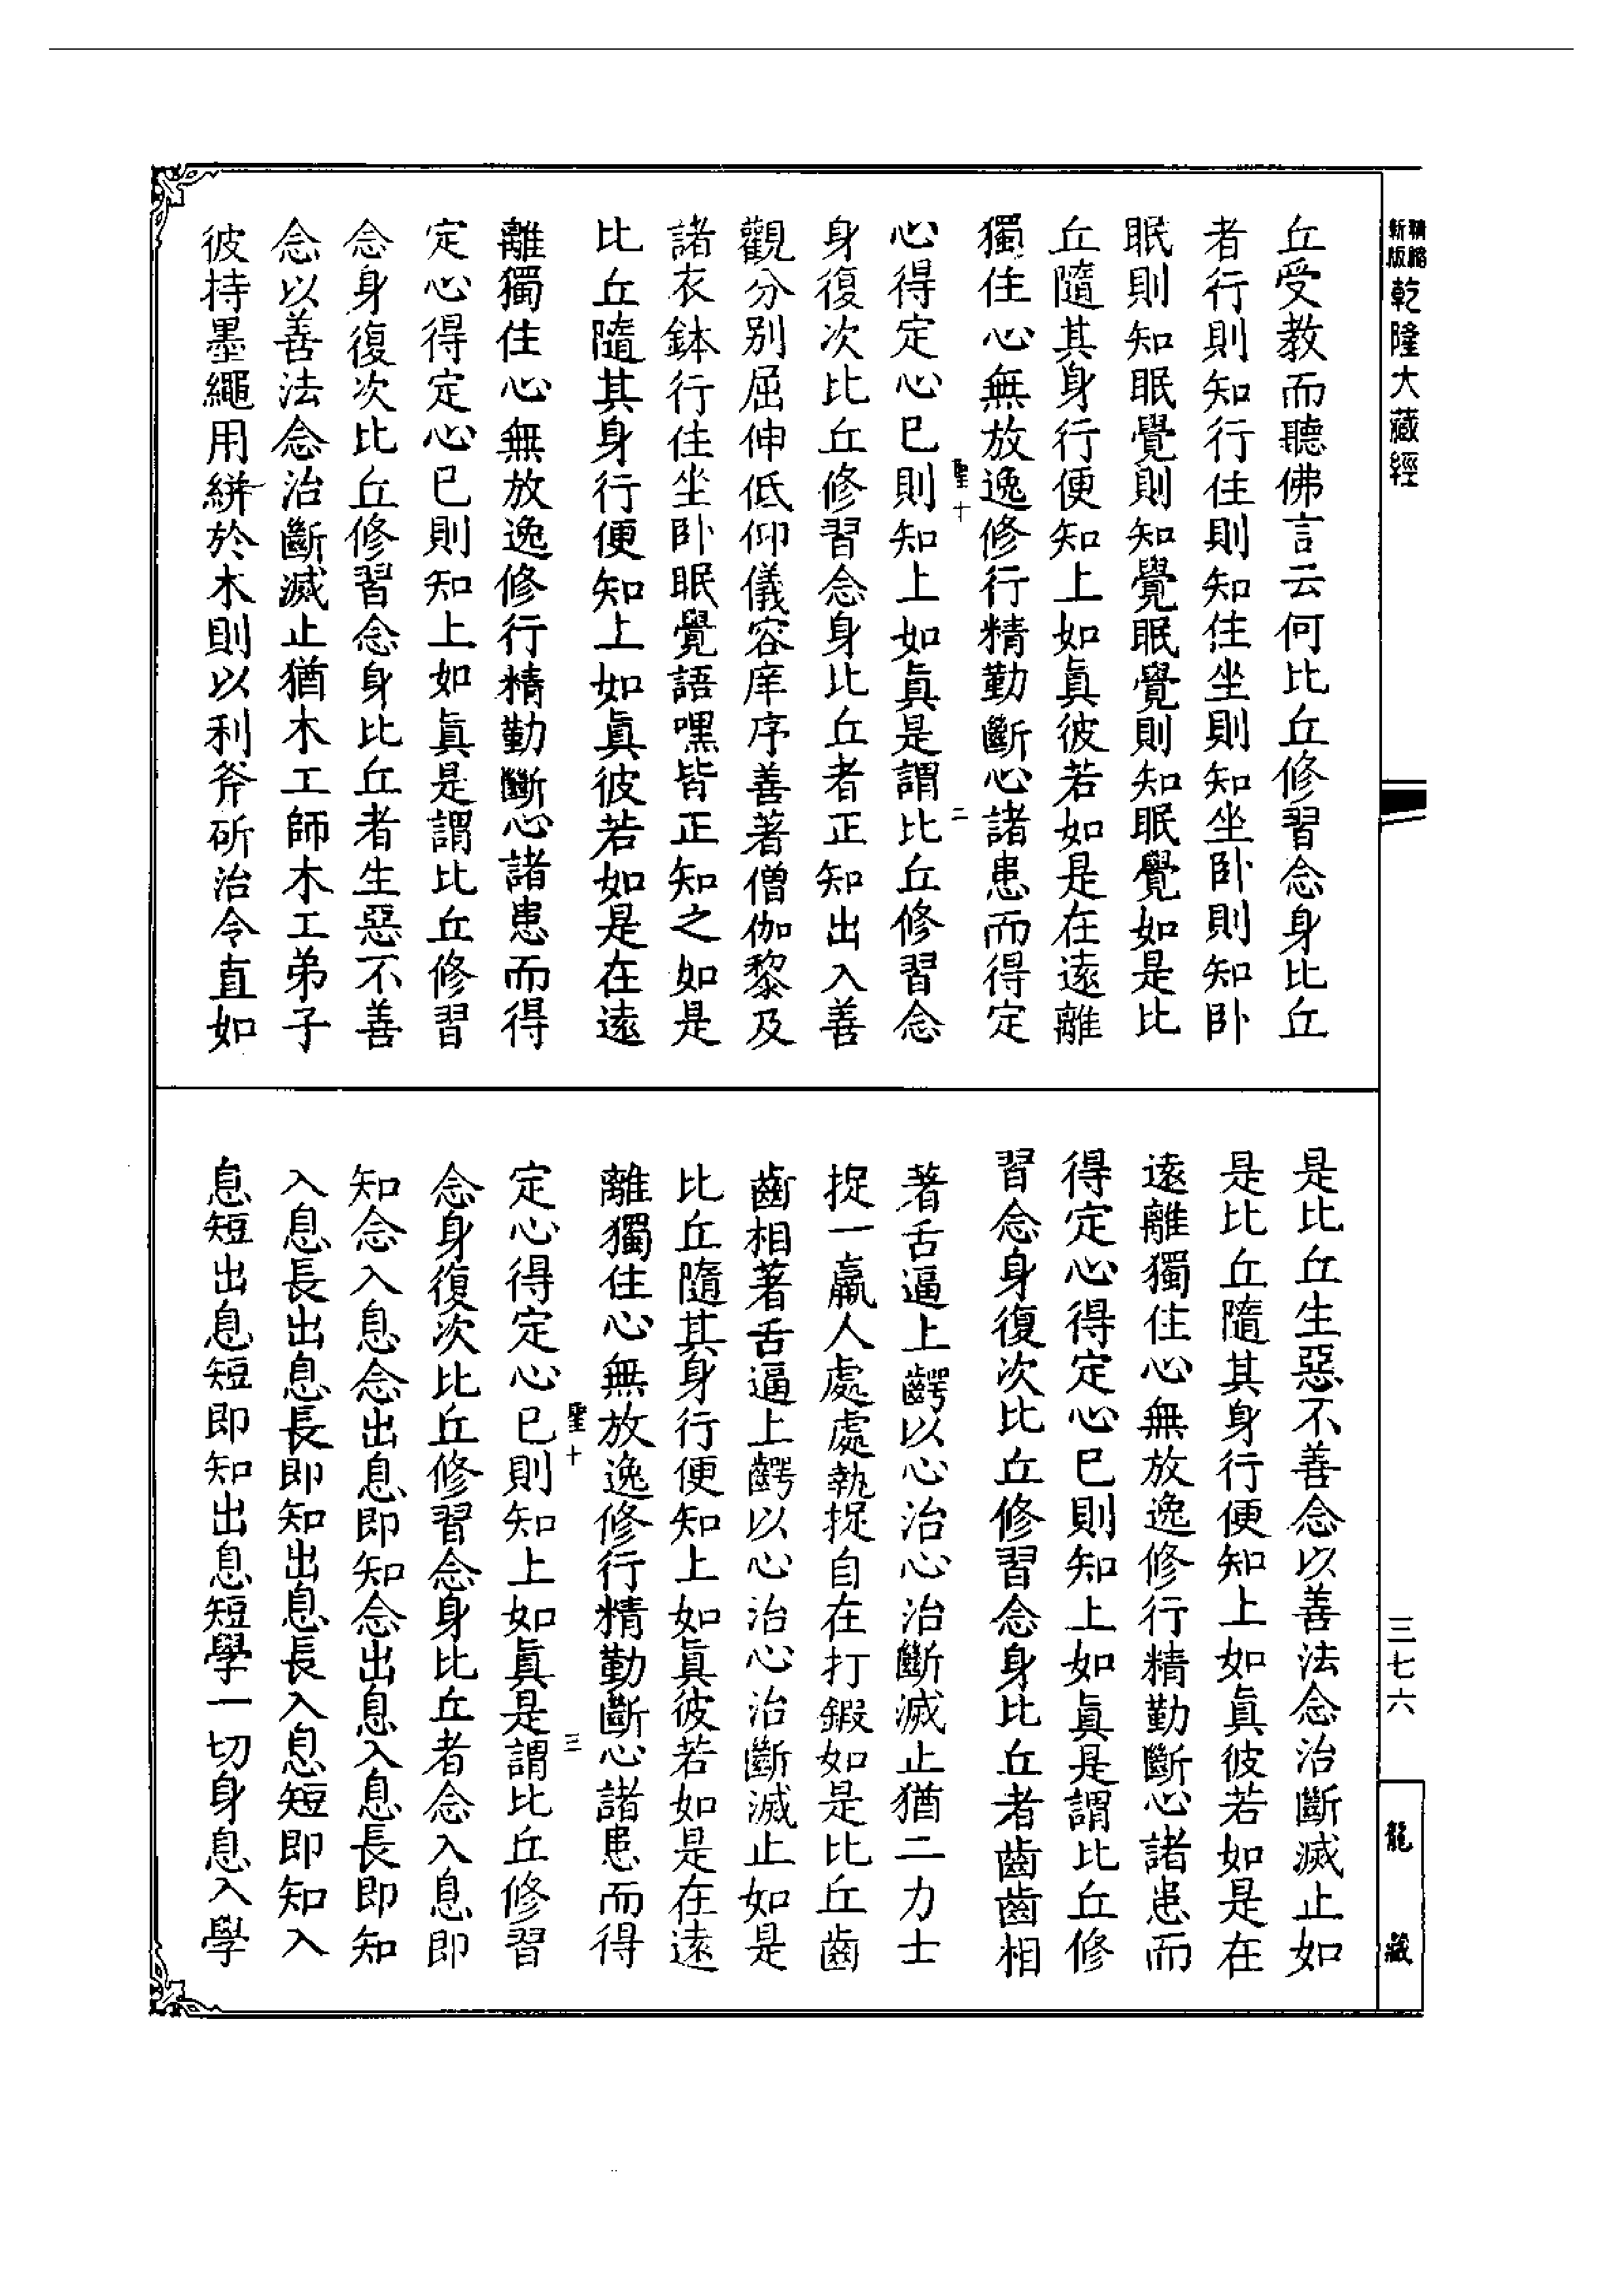 精縮新版乾隆大藏經
丘受教而聽佛言云何比丘修習念身比丘
者行則知行住則知住坐則知坐卧則知卧
眠則知眠覺則知覺眠覺則知眠覺如是比
丘隨其身行便知上如眞彼若如是在遠離
獨住心無放逸修行精勤斷心諸患而得定
聖十 二
心得定心已則知上如眞是謂比丘修習念
身復次比丘修習念身比丘者正知出入善
觀分别屈伸低仰儀容庠序善著僧伽黎及
諸衣鉢行住坐卧眠覺語嘿皆正知之如是
比丘隨其身行便知上如眞彼若如是在遠
離獨住心無放逸修行精勤斷心諸患而得
定心得定心已則知上如眞是謂比丘修習
念身復次比丘修習念身比丘者生惡不善
念以善法念治斷滅止猶木工師木工弟子
彼持墨繩用絣於木則以利斧斫治令直如
是比丘生惡不善念以善法念治斷滅止如
是比丘隨其身行便知上如眞彼若如是在
遠離獨住心無放逸修行精勤斷心諸患而
得定心得定心已則知上如眞是謂比丘修
習念身復次比丘修習念身比丘者齒齒相
著舌逼上齶以心治心治斷滅止猶二力士
捉一羸人處處執捉自在打鍜如是比丘齒
齒相著舌逼上齶以心治心治斷滅止如是
比丘隨其身行便知上如眞彼若如是在遠
離獨住心無放逸修行精勤斷心諸患而得
聖十 三
定心得定心已則知上如眞是謂比丘修習
念身復次比丘修習念身比丘者念入息即
知念入息念出息即知念出息入息長即知
入息長出息長即知出息長入息短即知入
息短出息短即知出息短學一切身息入學
三七六
龍藏